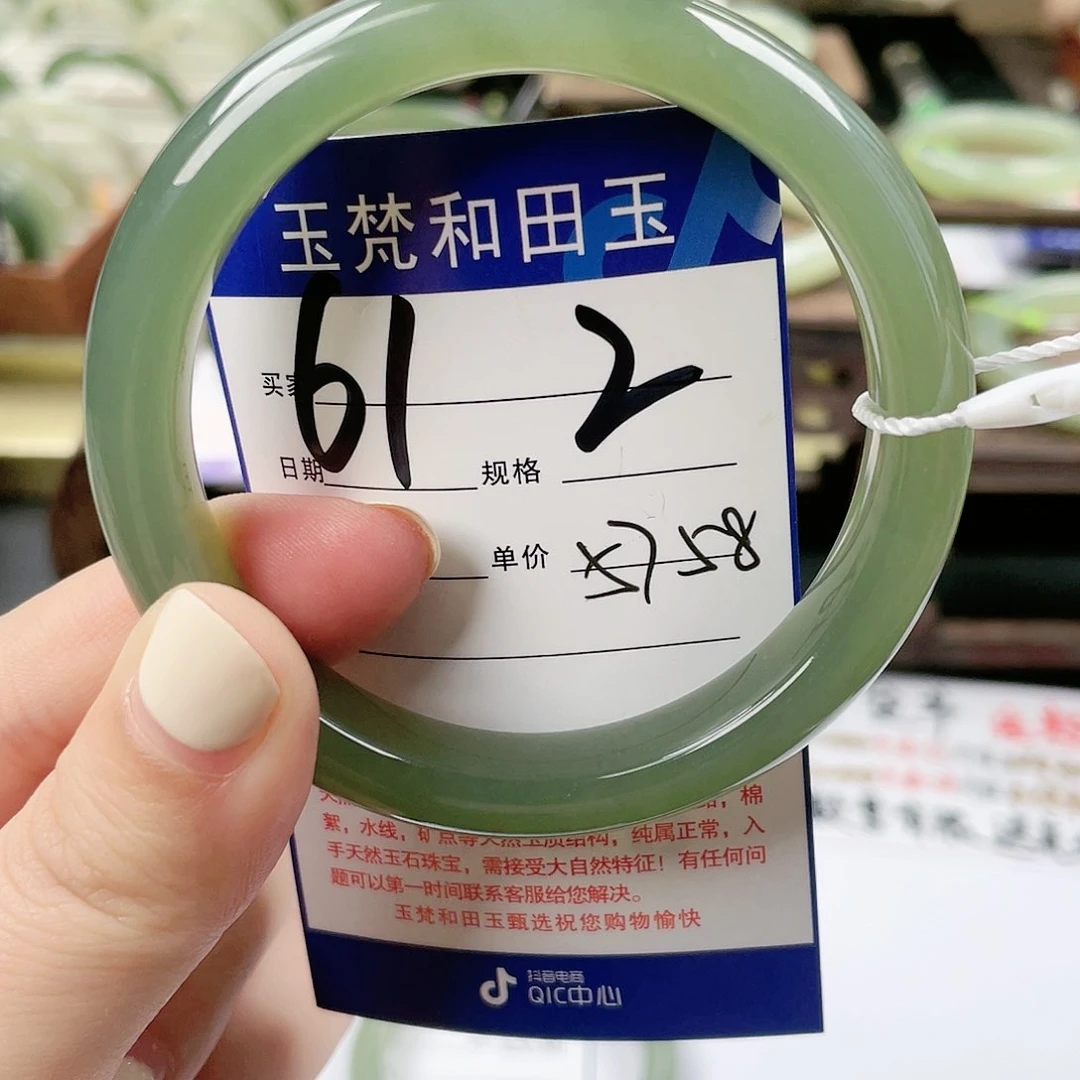 玉梵和田玉
买家
61 2
日期 规格
单价 58
棉
絮，水线，矿点等天然玉质结构，纯属正常，入
手天然玉石珠宝，需接受大自然特征！有任何问
题可以第一时间联系客服给您解决。
玉梵和田玉甄选祝您购物愉快
抖音电商
QIC中心